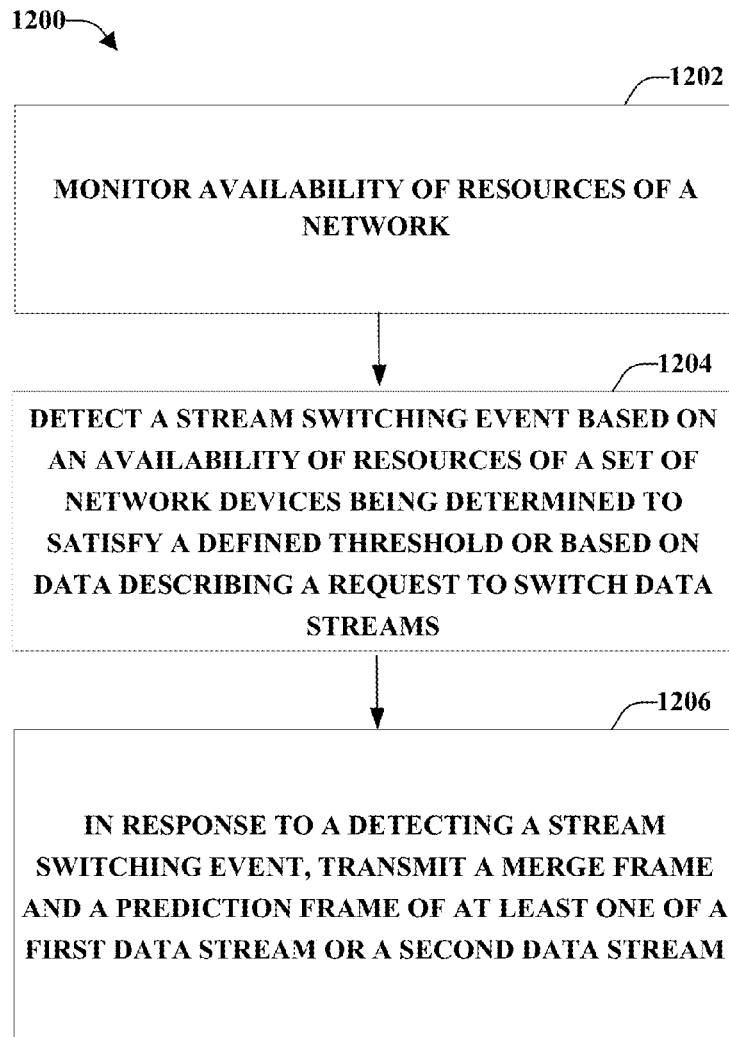 1200
1202
MONITOR AVAILABILITY OF RESOURCES OF A
NETWORK
1204
DETECT A STREAM SWITCHING EVENT BASED ON
AN AVAILABILITY OF RESOURCES OF A SET OF
NETWORK DEVICES BEING DETERMINED TO
SATISFY A DEFINED THRESHOLD OR BASED ON
DATA DESCRIBING A REQUEST TO SWITCH DATA
STREAMS
1206
IN RESPONSE TO A DETECTING A STREAM
SWITCHING EVENT, TRANSMIT A MERGE FRAME
AND A PREDICTION FRAME OF AT LEAST ONE OF A
FIRST DATA STREAM OR A SECOND DATA STREAM